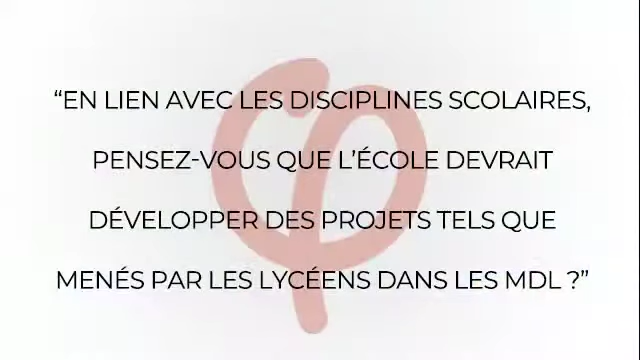 “EN LIEN AVEC LES DISCIPLINES SCOLAIRES,
PENSEZ-VOUS QUE L’ÉCOLE DEVRAIT
DÉVELOPPER DES PROJETS TELS QUE
MENÉS PAR LES LYCÉENS DANS LES MDL ?”